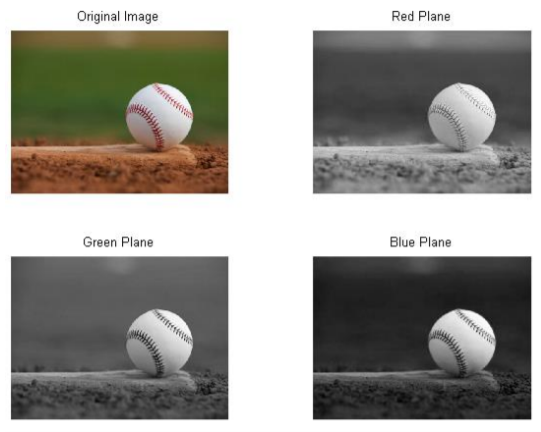 Original Image
Red Plane
Green Plane
Blue Plane